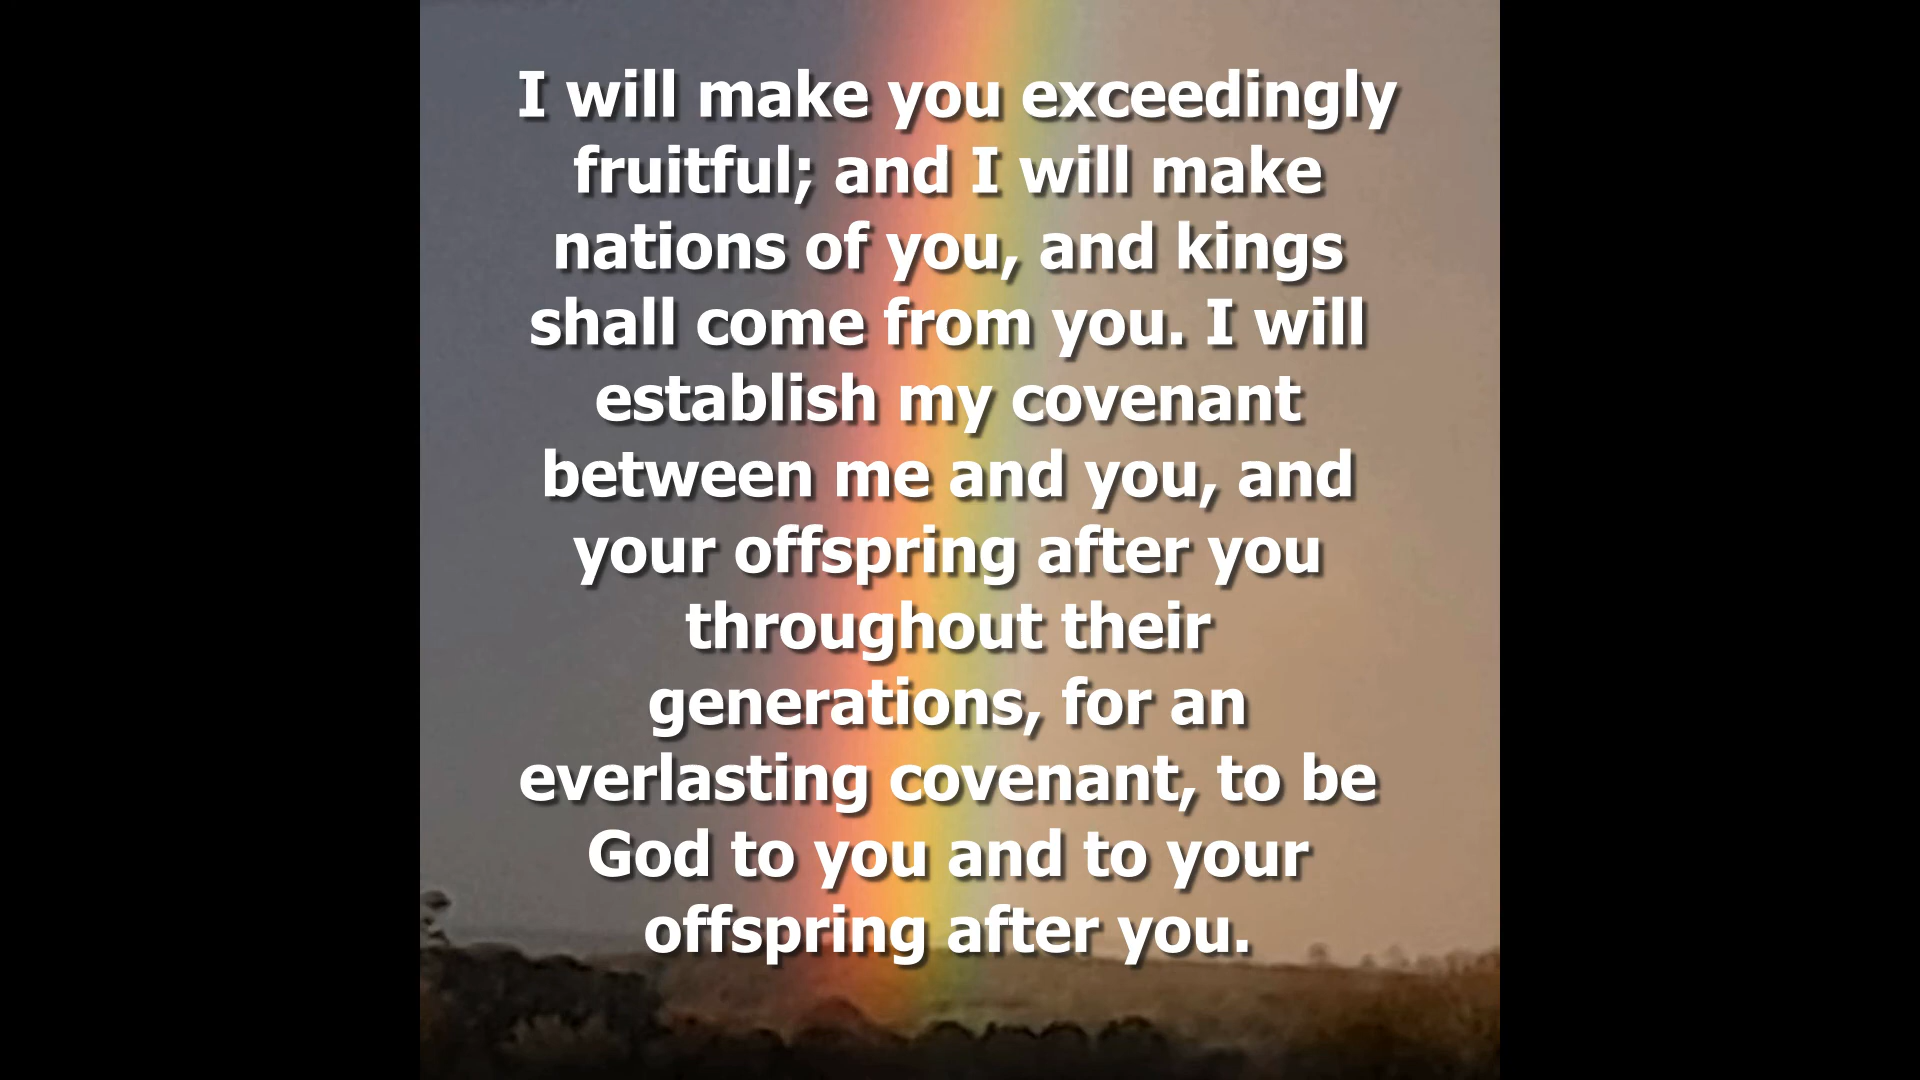 I will make you exceedingly
fruitful; and I will make
nations of you, and kings
shall come from you. I will
establish my covenant
between me and you, and
your offspring after you
throughout their
generations, for an
everlasting covenant, to be
God to you and to your
offspring after you.